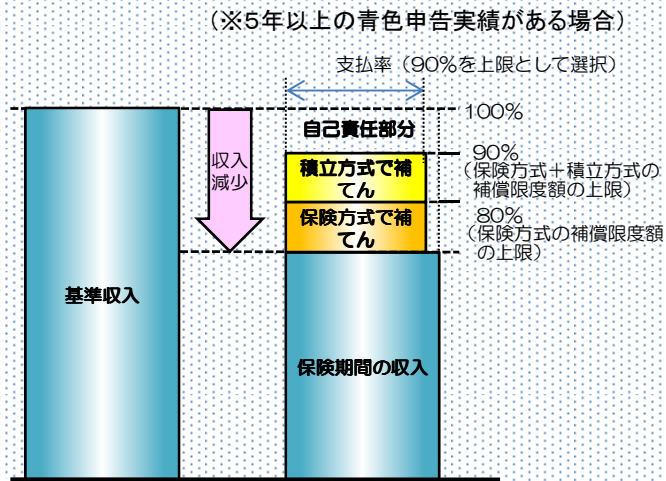 (※5年以上の青色申告実績がある場合)
支払率（90%を上限として選択）
100%
自己責任部分
収入
減少
90%
(保険方式＋積立方式の
補償限度額の上限)
積立方式で補
てん
80%
(保険方式の補償限度額
の上限)
保険方式で補
てん
基準収入
保険期間の収入